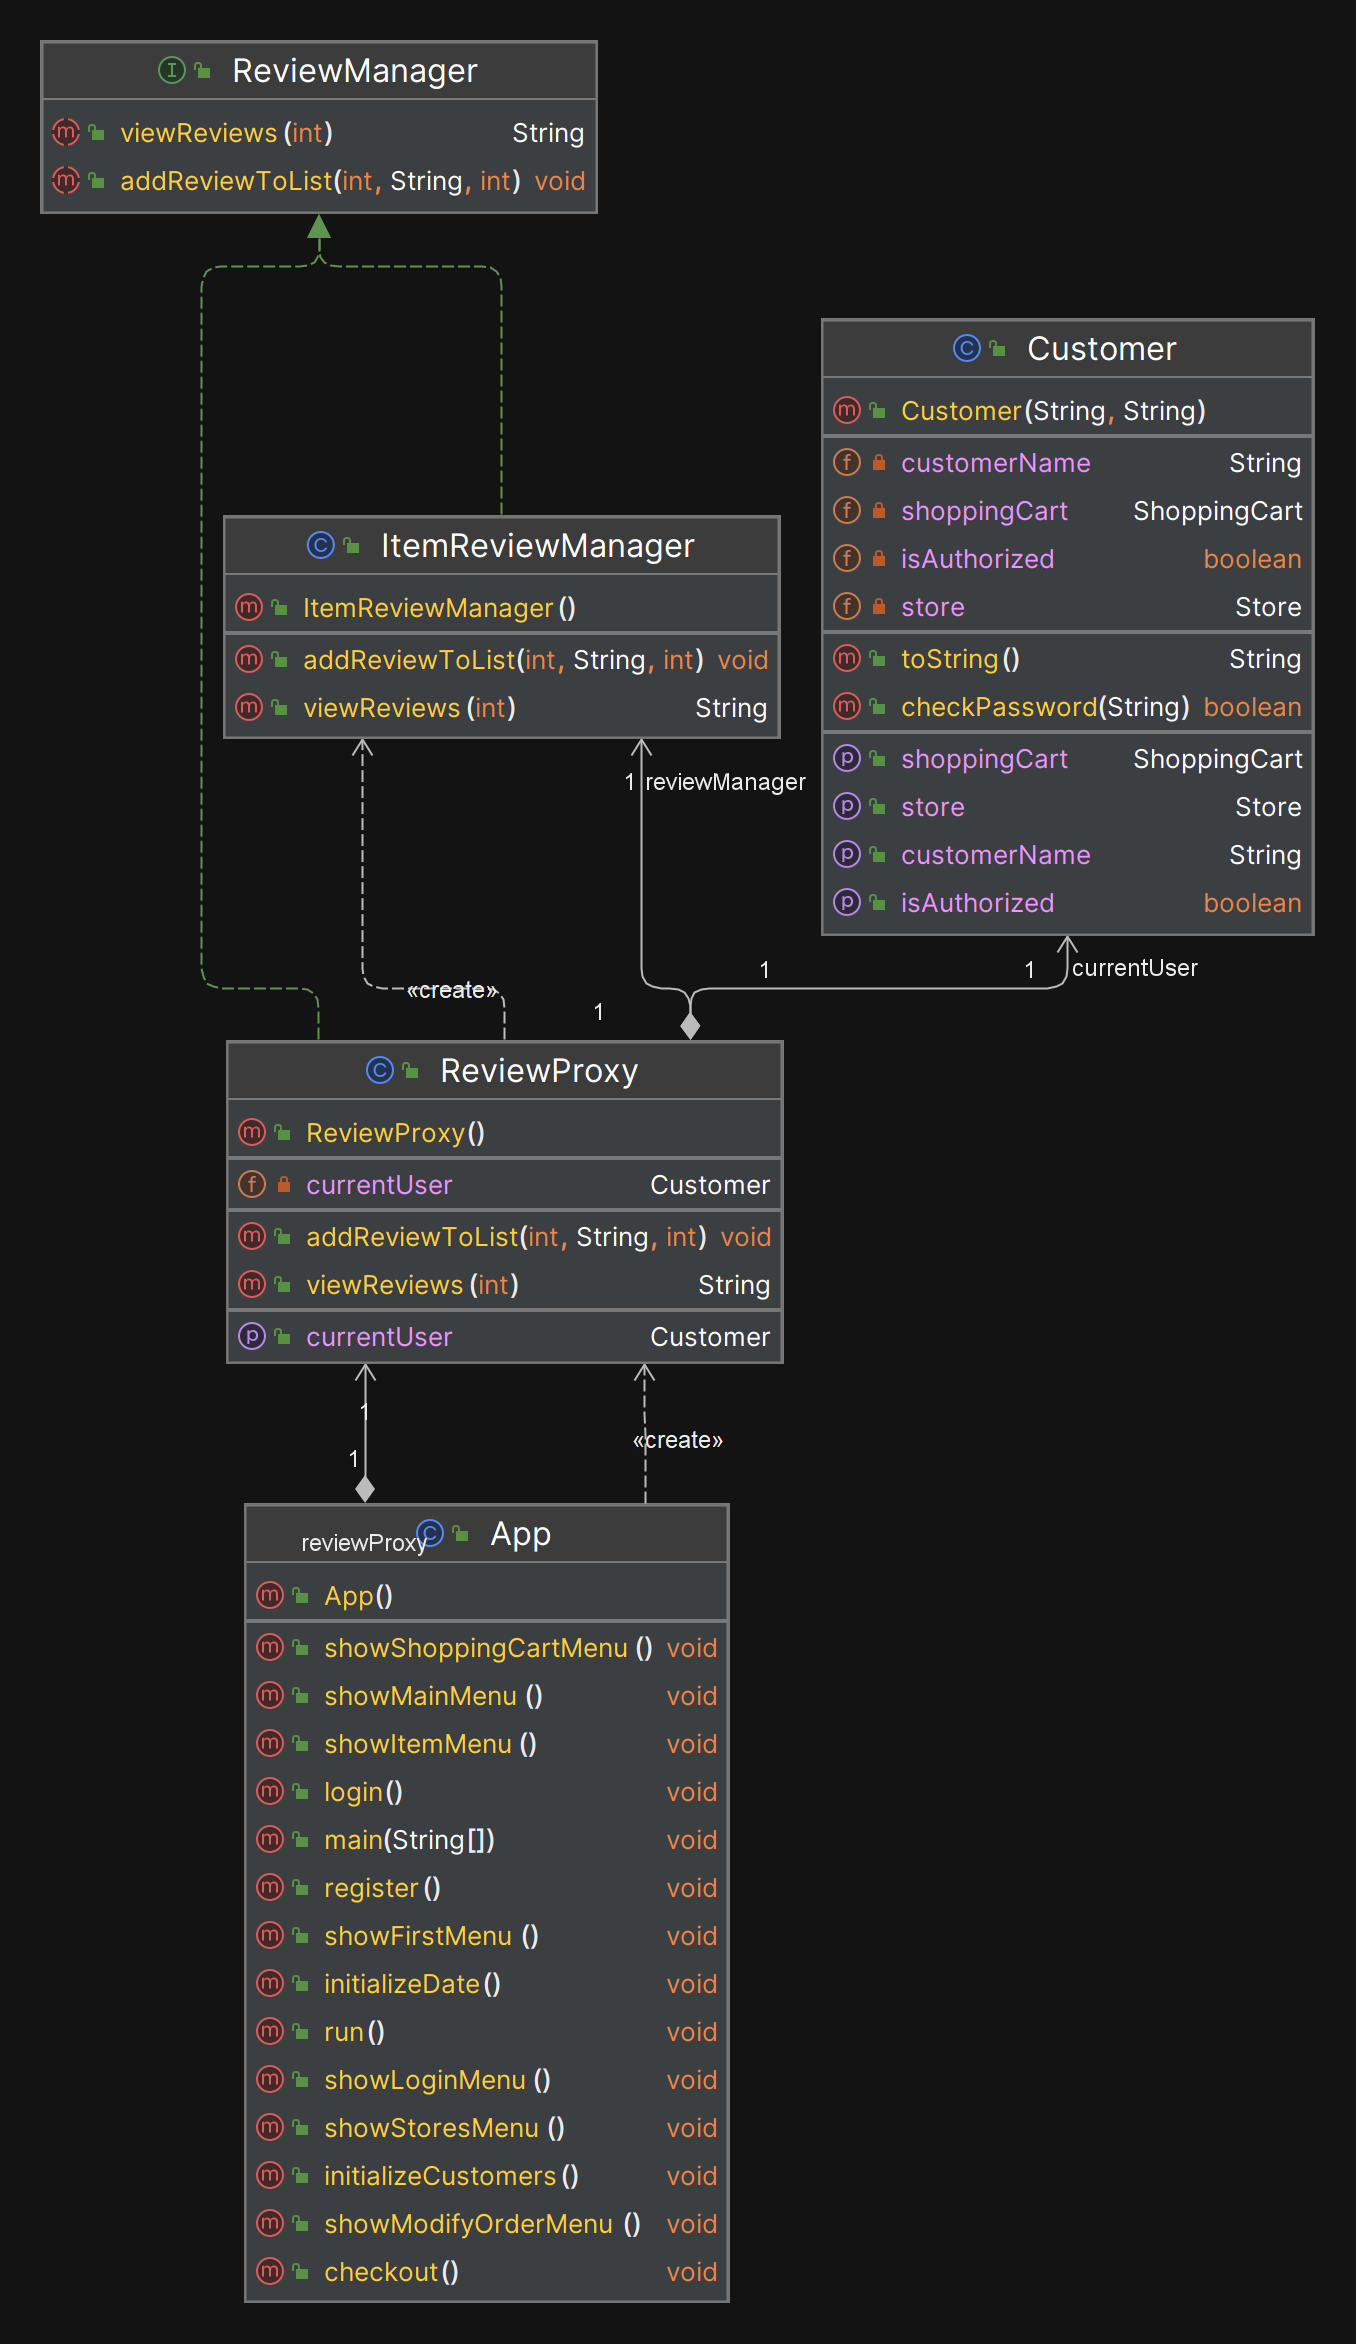 I ReviewManager
m viewReviews(int) String
m addReviewToList(int, String, int) void
C Customer
m Customer(String, String)
f customerName String
f shoppingCart ShoppingCart
f isAuthorized boolean
f store Store
m toString() String
m checkPassword(String) boolean
p shoppingCart ShoppingCart
p store Store
p customerName String
p isAuthorized boolean
C ItemReviewManager
m ItemReviewManager()
m addReviewToList(int, String, int) void
m viewReviews(int) String
1 reviewManager
1
1 currentUser
«create»
1
C ReviewProxy
m ReviewProxy()
f currentUser Customer
m addReviewToList(int, String, int) void
m viewReviews(int) String
p currentUser Customer
1
«create»
1
reviewProxy
C App
m App()
m showShoppingCartMenu() void
m showMainMenu() void
m showItemMenu() void
m login() void
m main(String[]) void
m register() void
m showFirstMenu() void
m initializeDate() void
m run() void
m showLoginMenu() void
m showStoresMenu() void
m initializeCustomers() void
m showModifyOrderMenu() void
m checkout() void